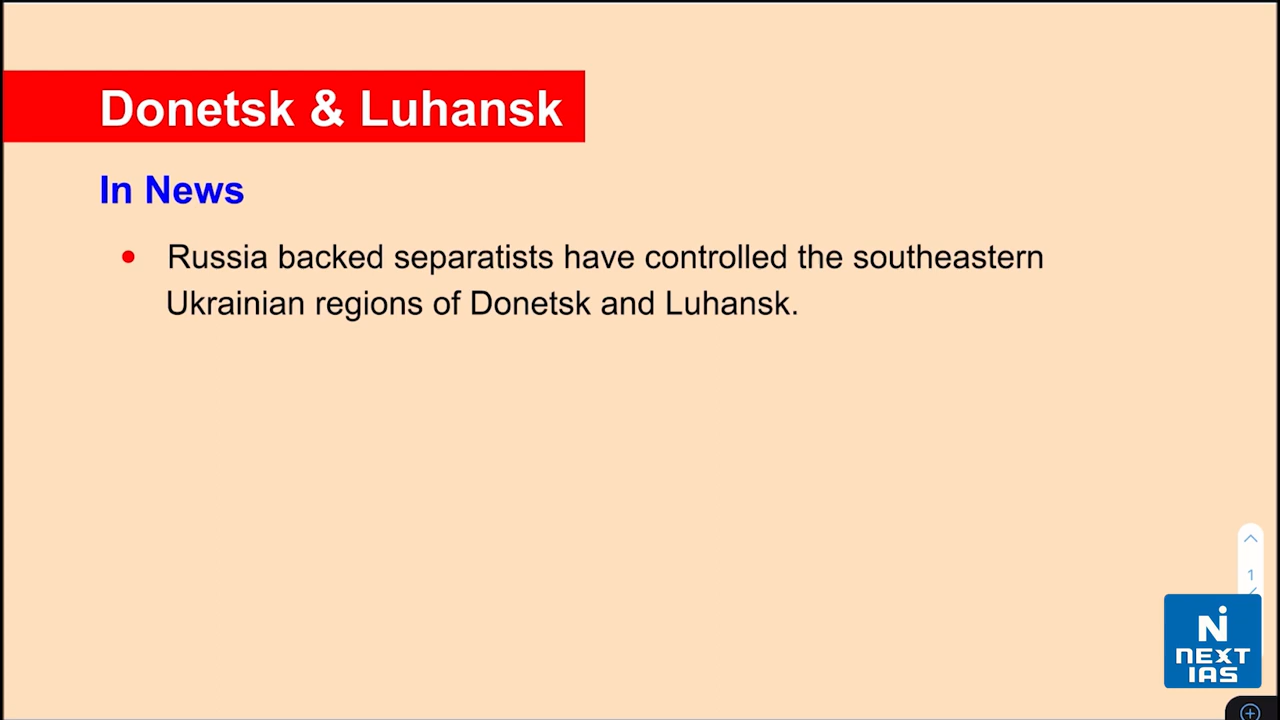 Donetsk & Luhansk
In News
• Russia backed separatists have controlled the southeastern
Ukrainian regions of Donetsk and Luhansk.
1
N
NEXT
IAS